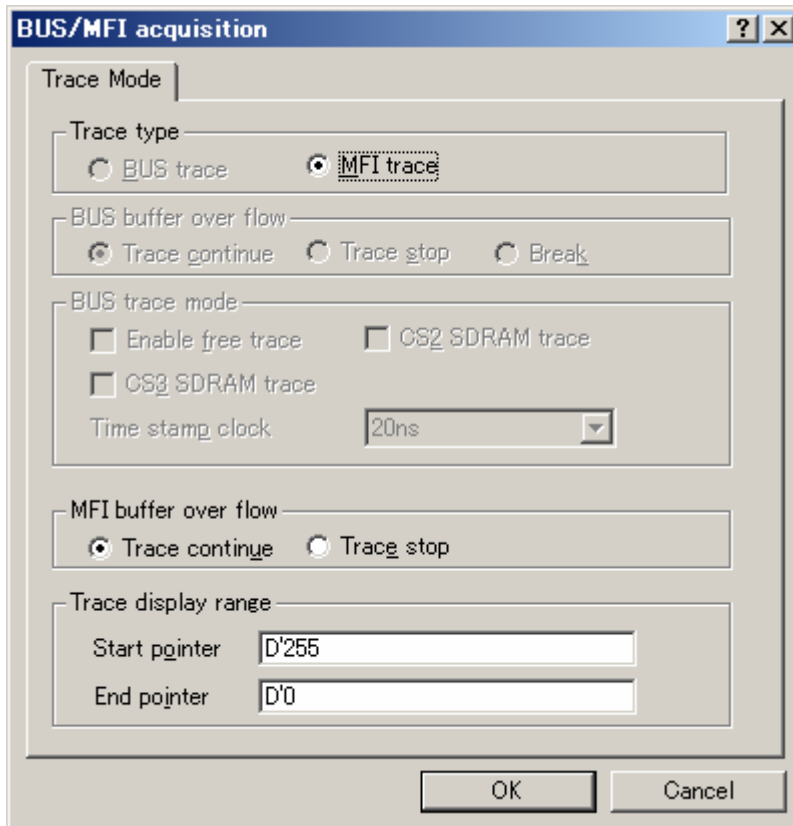 BUS/MFI acquisition
Trace Mode
Trace type
BUS trace MFI trace
BUS buffer over flow
Trace continue Trace stop Break
BUS trace mode
Enable free trace CS2 SDRAM trace
CS3 SDRAM trace
Time stamp clock 20ns
MFI buffer over flow
Trace continue Trace stop
Trace display range
Start pointer D'255
End pointer D'0
OK Cancel